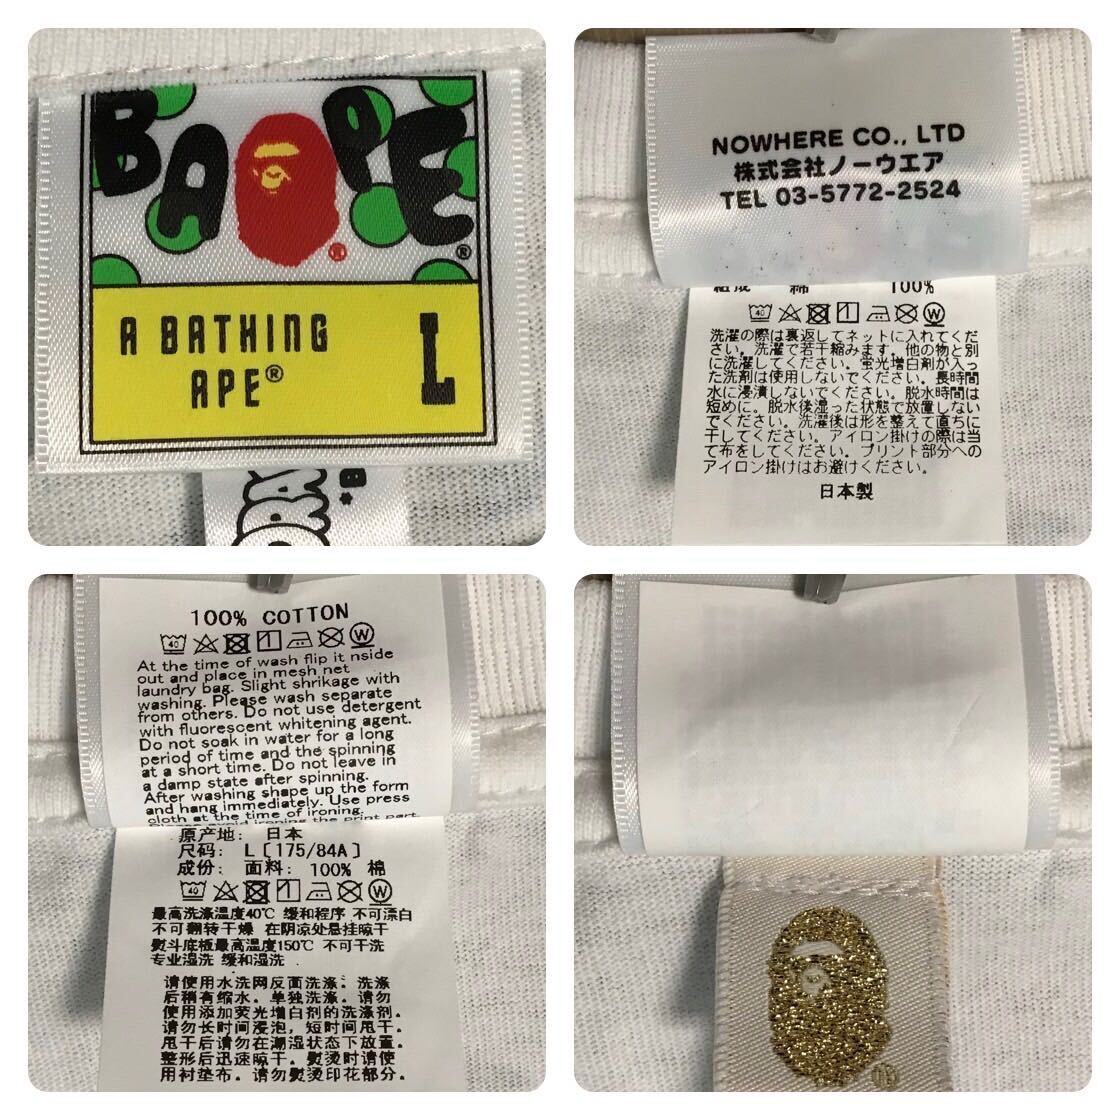 BAPE®
®
A BATHING
APE®
L
NOWHERE CO., LTD
株式会社ノーウエア
TEL 03-5772-2524
組成 綿 100%
40 W
洗濯の際は裏返してネットに入れてくだ
さい。洗濯で若干縮みます。他の物と別
に洗濯してください。蛍光増白剤が入っ
た洗剤は使用しないでください。長時間
水に浸漬しないでください。脱水時間は
短めに。脱水後湿った状態で放置しない
でください。洗濯後は形を整えて直ちに
干してください。アイロン掛けの際は当
て布をしてください。プリント部分への
アイロン掛けはお避けください。
日本製
100% COTTON
40 W
At the time of wash flip it nside
out and place in mesh net
laundry bag. Slight shrikage with
washing. Please wash separate
from others. Do not use detergent
with fluorescent whitening agent.
Do not soak in water for a long
period of time and the spinning
at a short time. Do not leave in
a damp state after spinning.
After washing shape up the form
and hang immediately. Use press
cloth at the time of ironing.
Please avoid ironing the print part.
原产地: 日本
尺码: L [175/84A]
成份: 面料: 100% 棉
40 W
最高洗涤温度40℃ 缓和程序 不可漂白
不可翻转干燥 在阴凉处悬挂晾干
熨斗底板最高温度150℃ 不可干洗
专业湿洗 缓和湿洗
请使用水洗网反面洗涤. 洗涤
后稍有缩水。单独洗涤。请勿
使用添加荧光增白剂的洗涤剂。
请勿长时间浸泡，短时间甩干。
甩干后请勿在潮湿状态下放置。
整形后迅速晾干。熨烫时请使
用衬垫布。请勿熨烫印花部分。